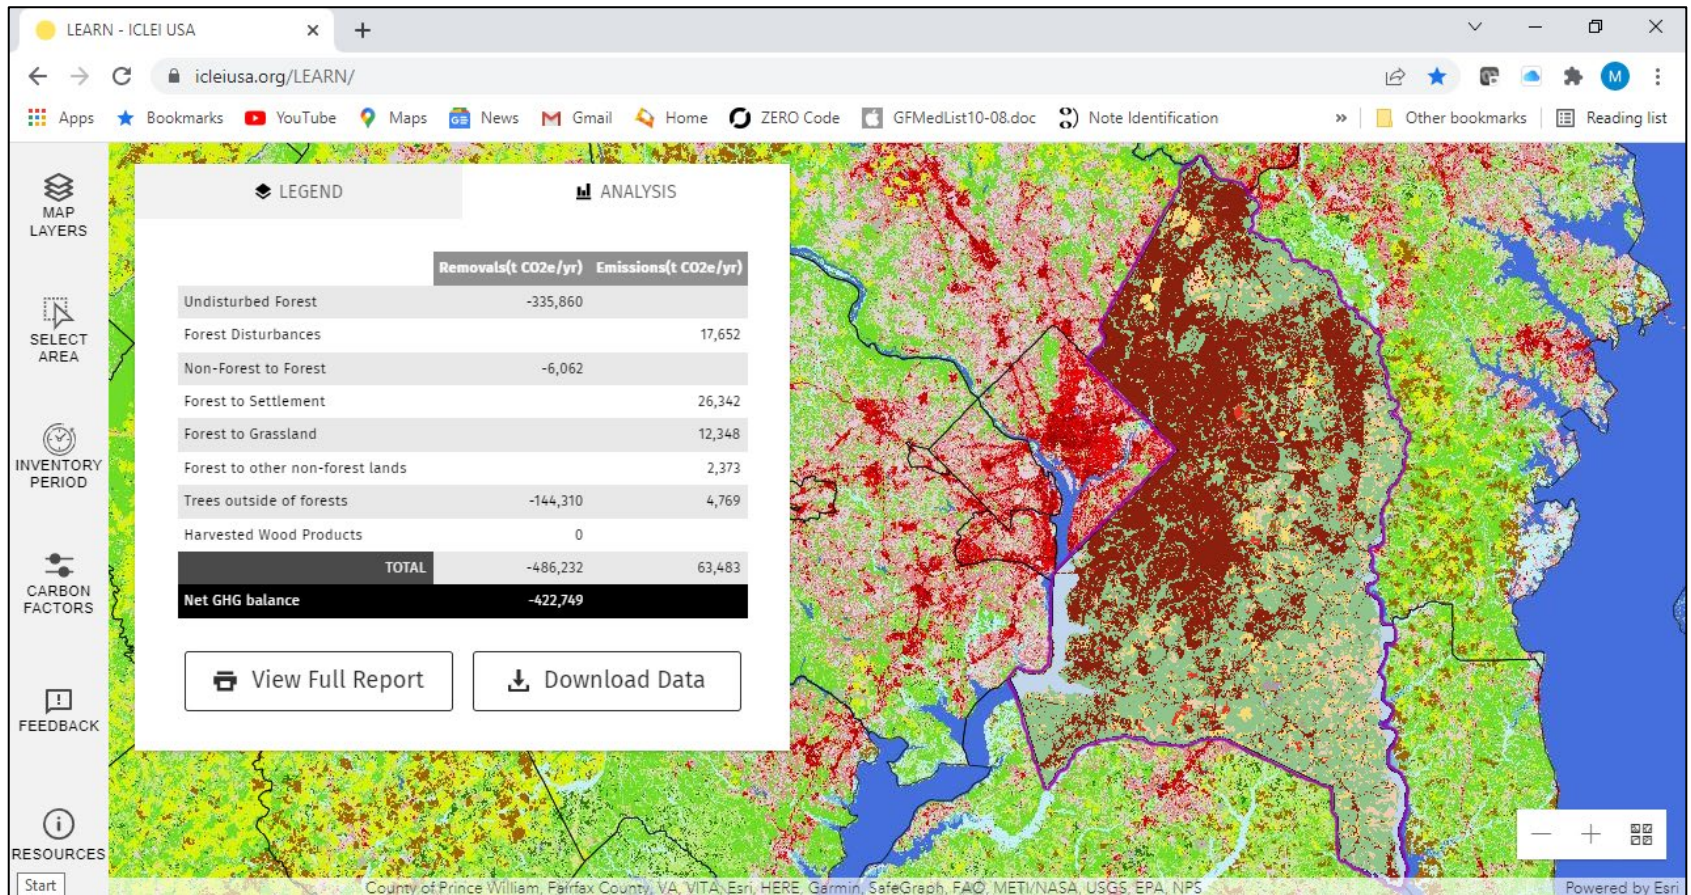 LEARN - ICLEI USA
icleiusa.org/LEARN/
M
Apps Bookmarks YouTube Maps News Gmail Home ZERO Code GFMedList10-08.doc Note Identification » Other bookmarks Reading list
MAP
LAYERS
SELECT
AREA
INVENTORY
PERIOD
CARBON
FACTORS
FEEDBACK
RESOURCES
Start
LEGEND ANALYSIS
Removals(t CO2e/yr) Emissions(t CO2e/yr)
Undisturbed Forest -335,860
Forest Disturbances 17,652
Non-Forest to Forest -6,062
Forest to Settlement 26,342
Forest to Grassland 12,348
Forest to other non-forest lands 2,373
Trees outside of forests -144,310 4,769
Harvested Wood Products 0
TOTAL -486,232 63,483
Net GHG balance -422,749
View Full Report Download Data
County of Prince William, Fairfax County, VA, VITA, Esri, HERE, Garmin, SafeGraph, FAO, METI/NASA, USGS, EPA, NPS Powered by Esri